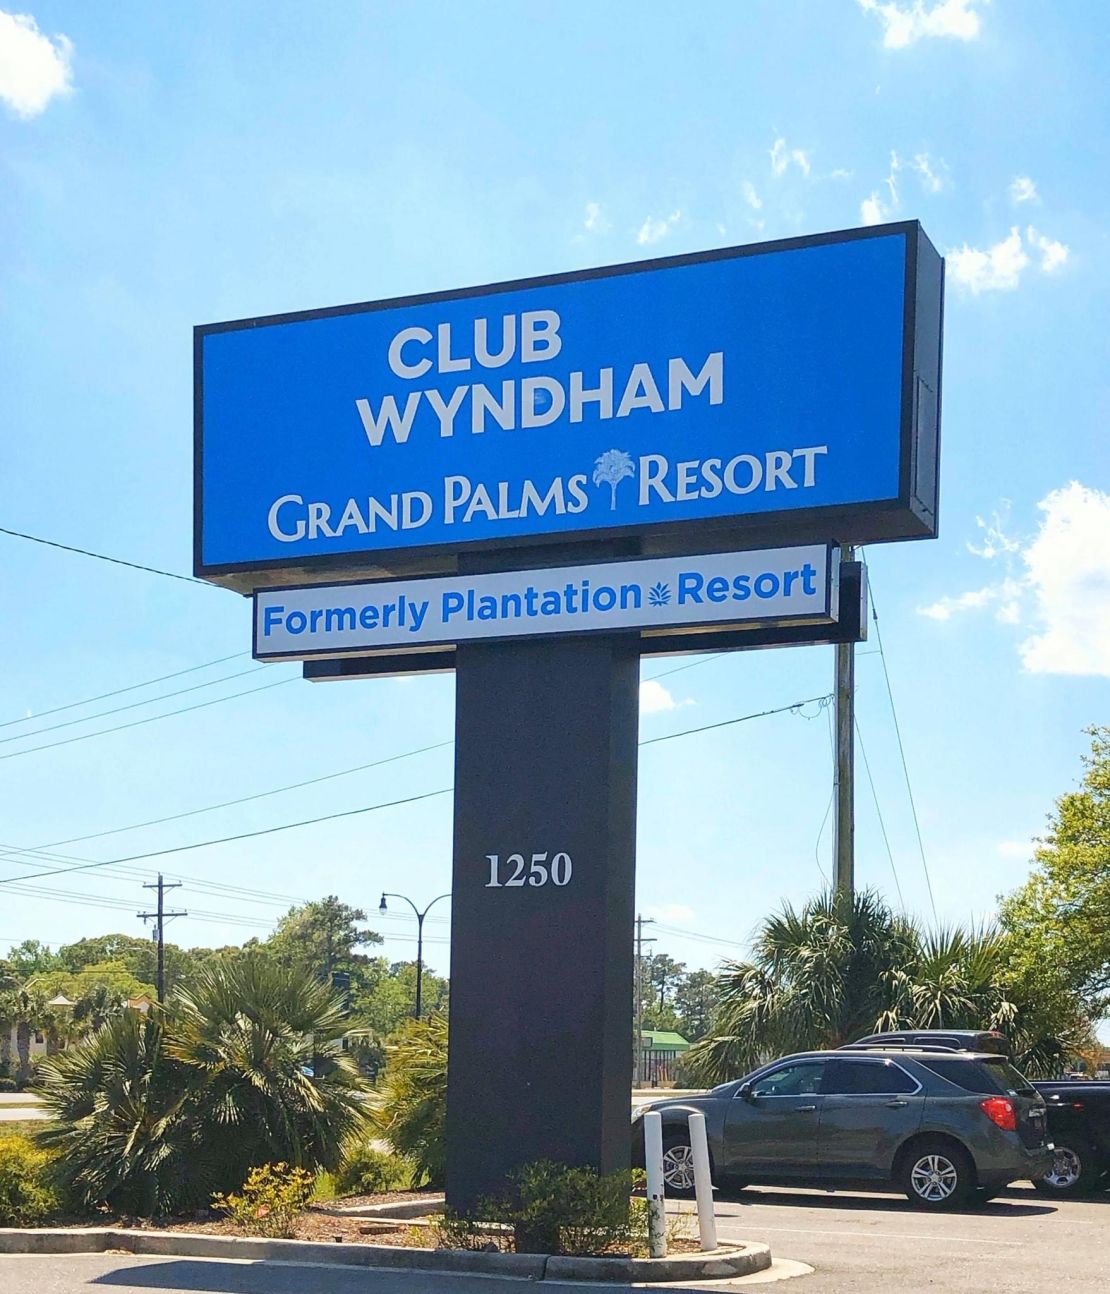 CLUB
WYNDHAM
GRAND PALMS RESORT
Formerly Plantation Resort
1250